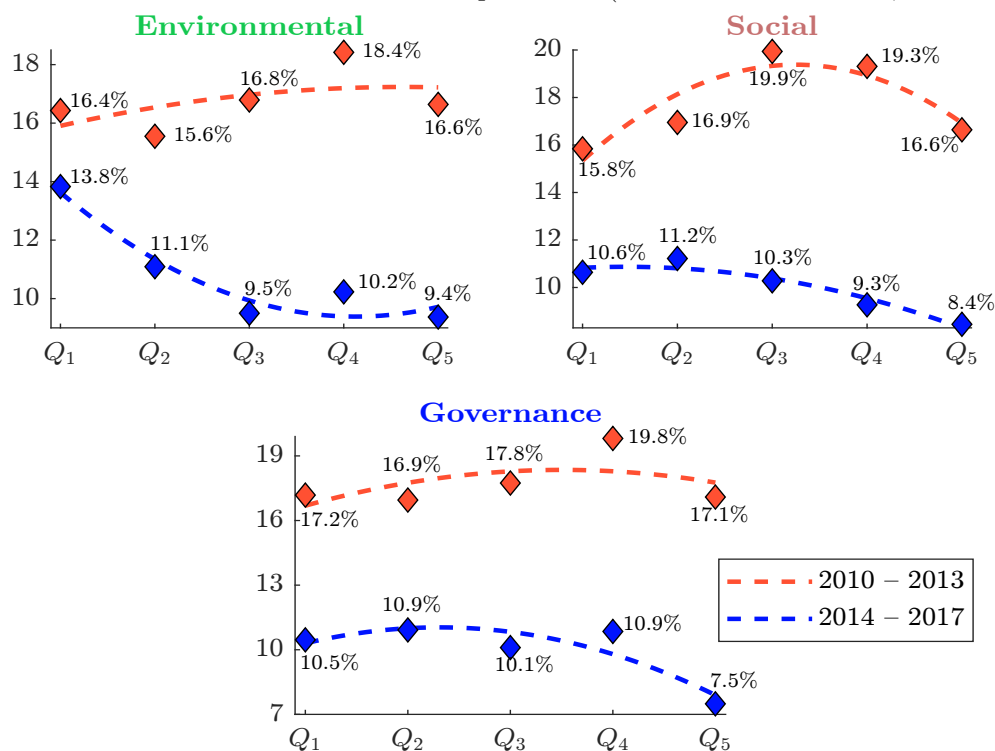 Environmental
18
16
14
12
10
16.4%
15.6%
16.8%
18.4%
16.6%
13.8%
11.1%
9.5%
10.2%
9.4%
Q1
Q2
Q3
Q4
Q5
Social
20
18
16
14
12
10
15.8%
16.9%
19.9%
19.3%
16.6%
10.6%
11.2%
10.3%
9.3%
8.4%
Q1
Q2
Q3
Q4
Q5
Governance
19
16
13
10
7
17.2%
16.9%
17.8%
19.8%
17.1%
10.5%
10.9%
10.1%
10.9%
7.5%
Q1
Q2
Q3
Q4
Q5
2010 – 2013
2014 – 2017